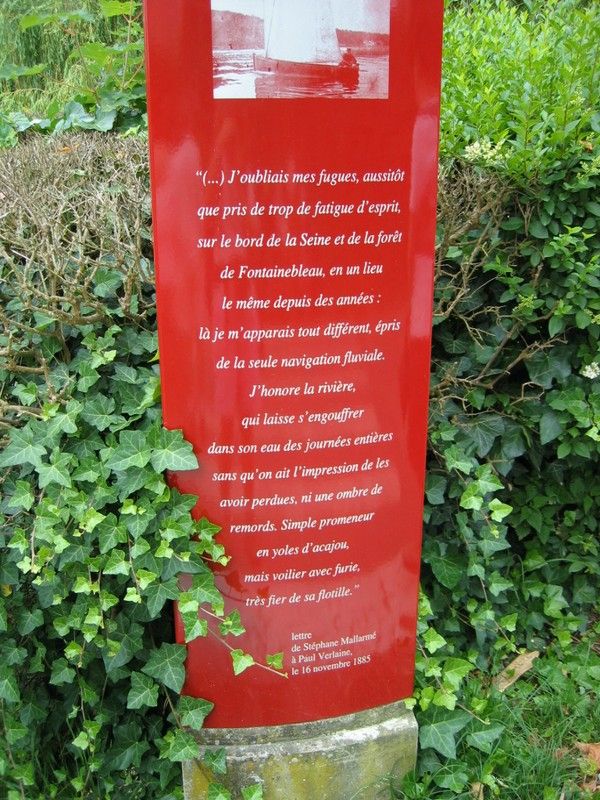 “(...) J’oubliais mes fugues, aussitôt
que pris de trop de fatigue d’esprit,
sur le bord de la Seine et de la forêt
de Fontainebleau, en un lieu
le même depuis des années :
là je m’apparais tout différent, épris
de la seule navigation fluviale.
J’honore la rivière,
qui laisse s’engouffrer
dans son eau des journées entières
sans qu’on ait l’impression de les
avoir perdues, ni une ombre de
remords. Simple promeneur
en yoles d’acajou,
mais voilier avec furie,
très fier de sa flotille.”
lettre
de Stéphane Mallarmé
à Paul Verlaine,
le 16 novembre 1885